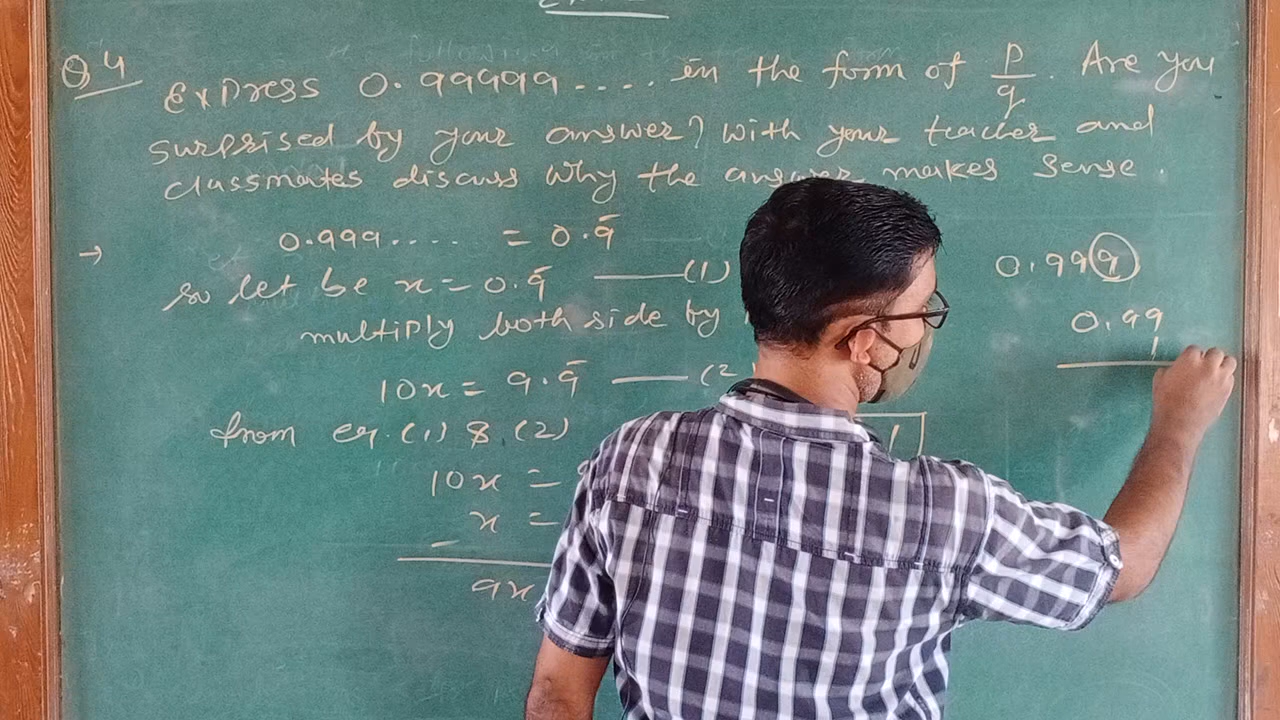 Q.4
Express 0.99999.... in the form of p/q. Are you
surprised by your answer? With your teacher and
classmates discuss why the answer makes sense.
→ 0.999.... = 0.9̅
so let be x = 0.9̅ ——(1)
multiply both side by
10x = 9.9̅ —— (2
from eq. (1) & (2)
10x =
x =
-
9x
1
0.999
0.99
1